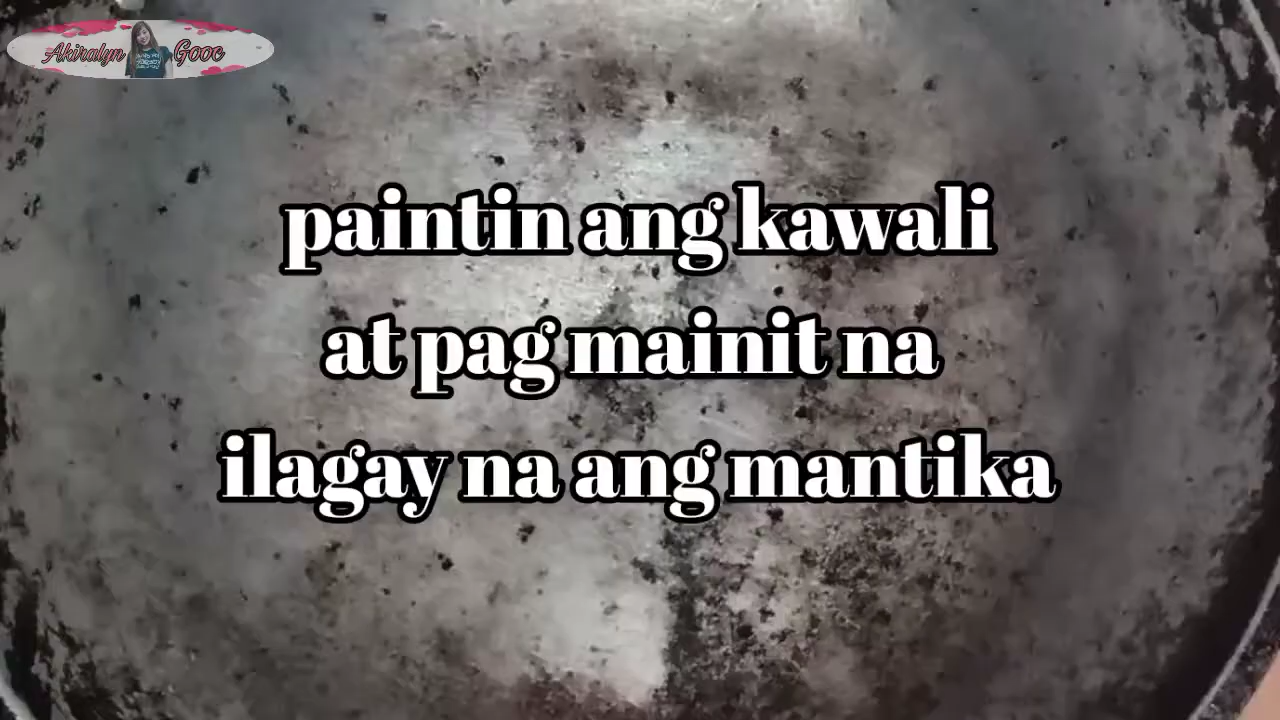 Akiralyn Gooc
paintin ang kawali
at pag mainit na
ilagay na ang mantika